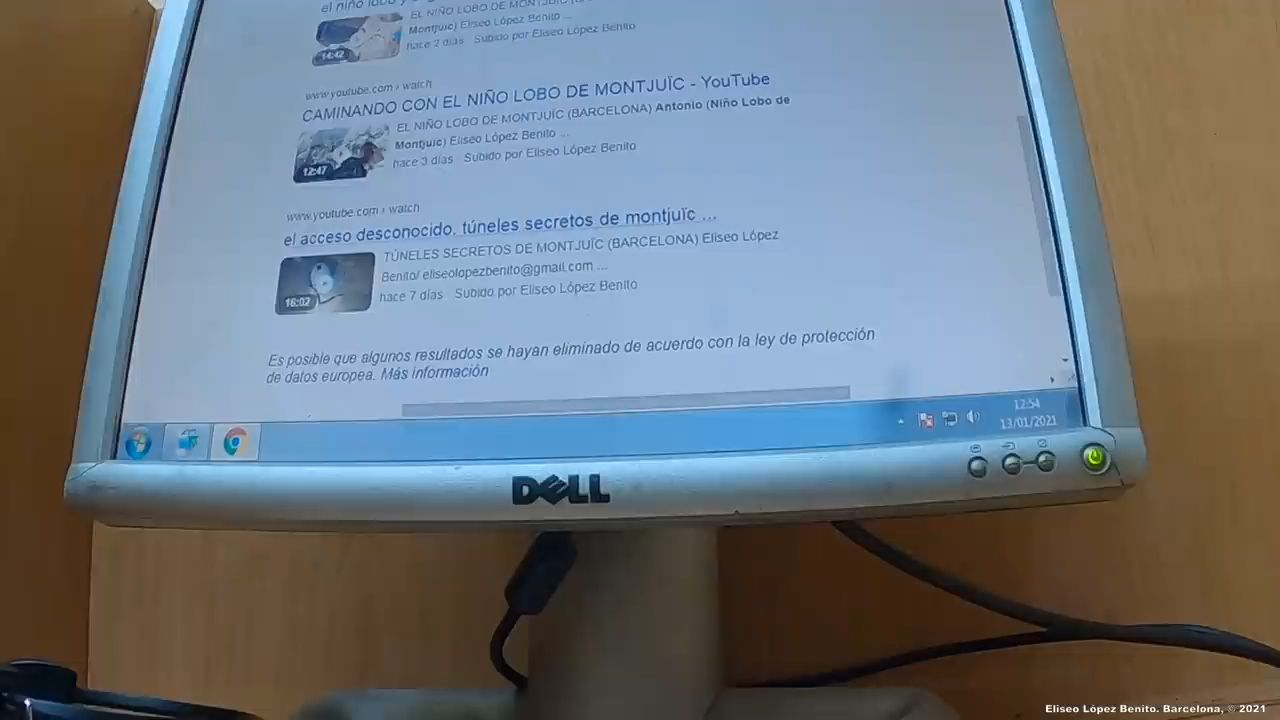 el niño lobo y
EL NIÑO LOBO DE MONTJUÏC
Montjuic) Eliseo López Benito ...
14:42
hace 2 días Subido por Eliseo López Benito
www.youtube.com › watch
CAMINANDO CON EL NIÑO LOBO DE MONTJUÏC - YouTube
EL NIÑO LOBO DE MONTJUÏC (BARCELONA) Antonio (Niño Lobo de
Montjuic) Eliseo López Benito ...
12:47
hace 3 días Subido por Eliseo López Benito
www.youtube.com › watch
el acceso desconocido, túneles secretos de montjuïc ...
TÚNELES SECRETOS DE MONTJUÏC (BARCELONA) Eliseo López
Benito/ eliseolopezbenito@gmail.com ...
16:02
hace 7 días Subido por Eliseo López Benito
Es posible que algunos resultados se hayan eliminado de acuerdo con la ley de protección
de datos europea. Más información
12:54
13/01/2021
DELL
Eliseo López Benito. Barcelona, © 2021